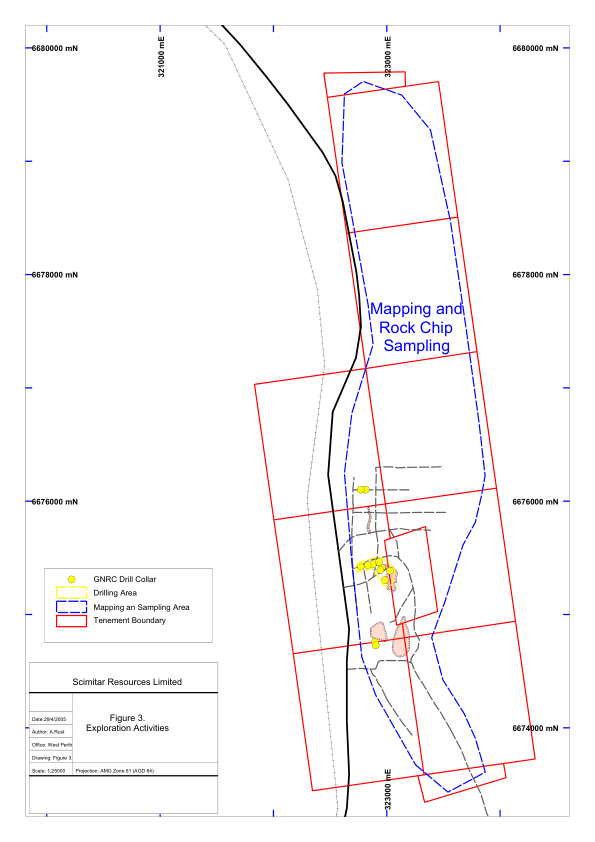 6680000 mN
321000 mE
323000 mE
6680000 mN
6678000 mN
6678000 mN
Mapping and
Rock Chip
Sampling
6676000 mN
6676000 mN
GNRC Drill Collar
Drilling Area
Mapping an Sampling Area
Tenement Boundary
6674000 mN
323000 mE
Scimitar Resources Limited
Figure 3.
Exploration Activities
Date:29/4/2005
Author: A.Rust
Office: West Perth
Drawing: Figure 3.
Scale: 1:25000
Projection: AMG Zone 51 (AGD 84)